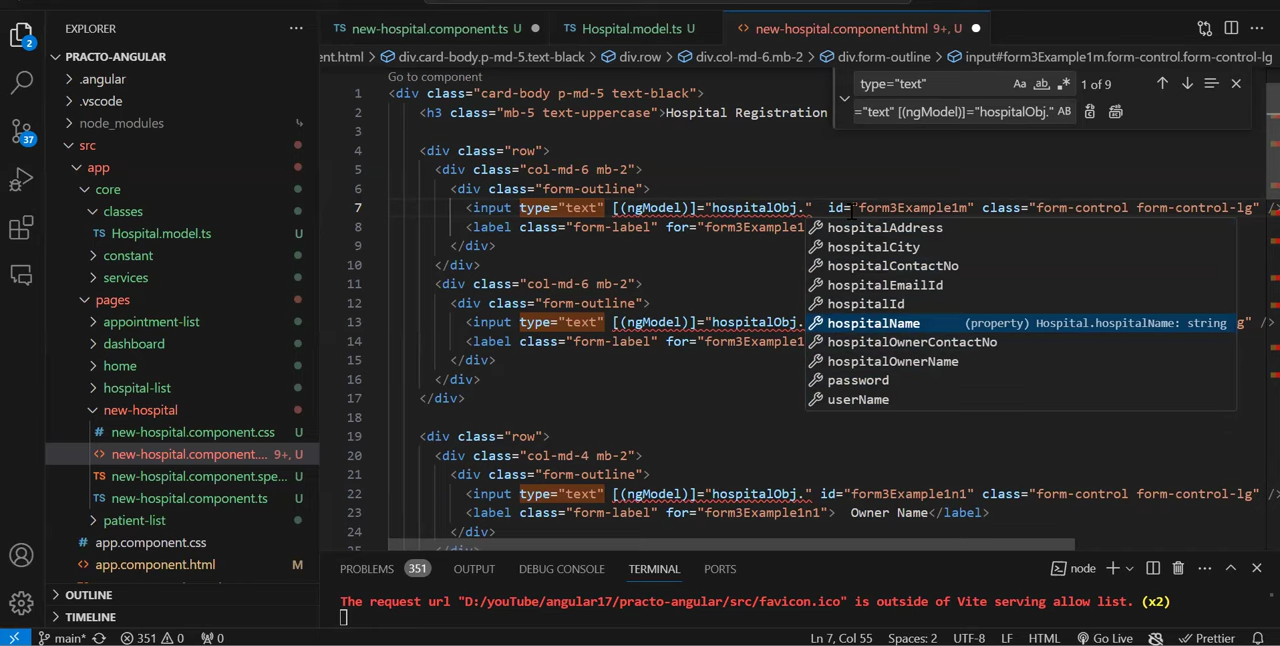 EXPLORER
PRACTO-ANGULAR
.angular
.vscode
node_modules
src
app
core
classes
Hospital.model.ts U
constant
services
pages
appointment-list
dashboard
home
hospital-list
new-hospital
new-hospital.component.css U
new-hospital.component.... 9+, U
new-hospital.component.spe... U
new-hospital.component.ts U
patient-list
app.component.css
app.component.html M
OUTLINE
TIMELINE
2
37
TS new-hospital.component.ts U
TS Hospital.model.ts U
<> new-hospital.component.html 9+, U
ent.html > div.card-body.p-md-5.text-black > div.row > div.col-md-6.mb-2 > div.form-outline > input#form3Example1m.form-control.form-control-lg
type="text" Aa ab 1 of 9
="text" [(ngModel)]="hospitalObj." AB
Go to component
1 <div class="card-body p-md-5 text-black">
2 <h3 class="mb-5 text-uppercase">Hospital Registration
3
4 <div class="row">
5 <div class="col-md-6 mb-2">
6 <div class="form-outline">
7 <input type="text" [(ngModel)]="hospitalObj." id="form3Example1m" class="form-control form-control-lg" />
8 <label class="form-label" for="form3Example1
9 </div>
10 </div>
11 <div class="col-md-6 mb-2">
12 <div class="form-outline">
13 <input type="text" [(ngModel)]="hospitalObj. g" />
14 <label class="form-label" for="form3Example1
15 </div>
16 </div>
17 </div>
18
19 <div class="row">
20 <div class="col-md-4 mb-2">
21 <div class="form-outline">
22 <input type="text" [(ngModel)]="hospitalObj." id="form3Example1n1" class="form-control form-control-lg" />
23 <label class="form-label" for="form3Example1n1"> Owner Name</label>
24 </div>
hospitalAddress
hospitalCity
hospitalContactNo
hospitalEmailId
hospitalId
hospitalName (property) Hospital.hospitalName: string
hospitalOwnerContactNo
hospitalOwnerName
password
userName
PROBLEMS 351 OUTPUT DEBUG CONSOLE TERMINAL PORTS node
The request url "D:/youTube/angular17/practo-angular/src/favicon.ico" is outside of Vite serving allow list. (x2)
main* 351 0 0 Ln 7, Col 55 Spaces: 2 UTF-8 LF HTML Go Live Prettier